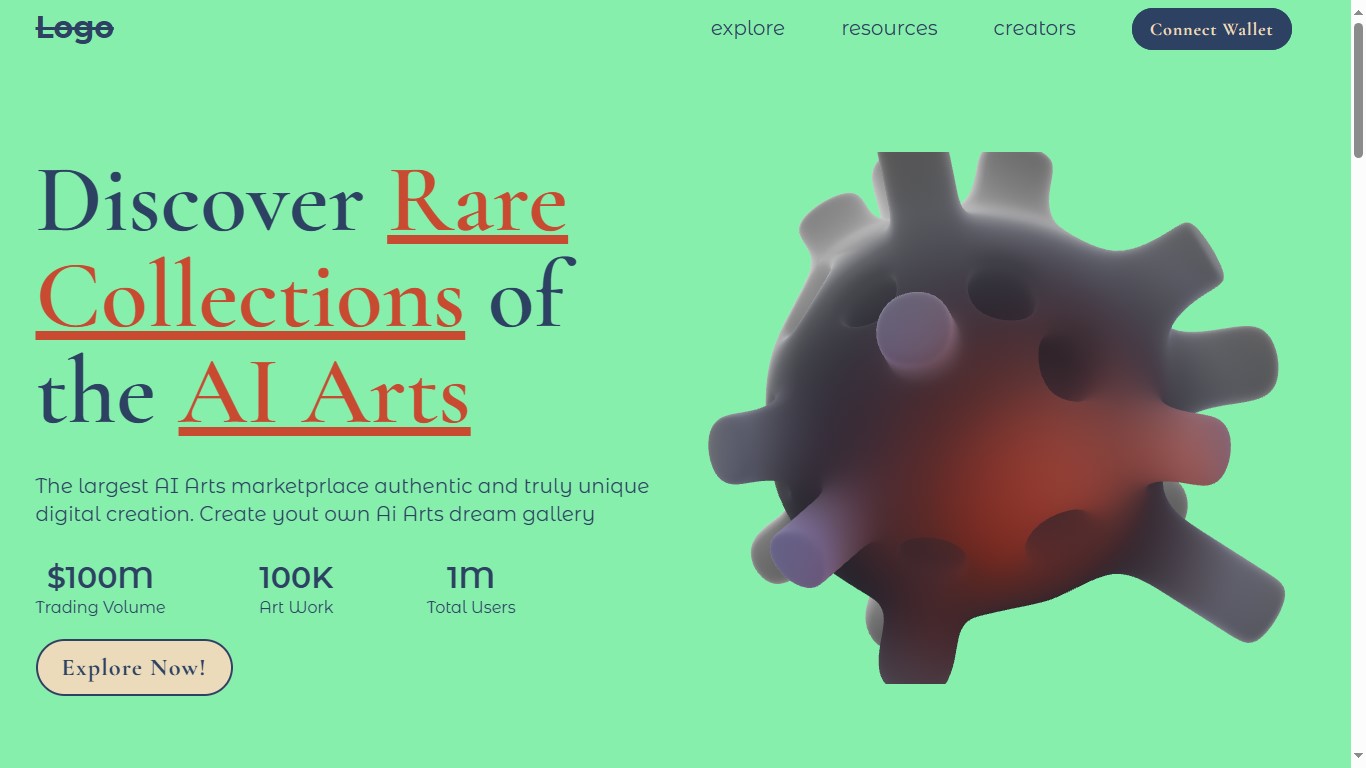 Logo
explore
resources
creators
Connect Wallet
Discover Rare
Collections of
the AI Arts
The largest AI Arts marketprlace authentic and truly unique
digital creation. Create yout own Ai Arts dream gallery
$100M
100K
1M
Trading Volume
Art Work
Total Users
Explore Now!